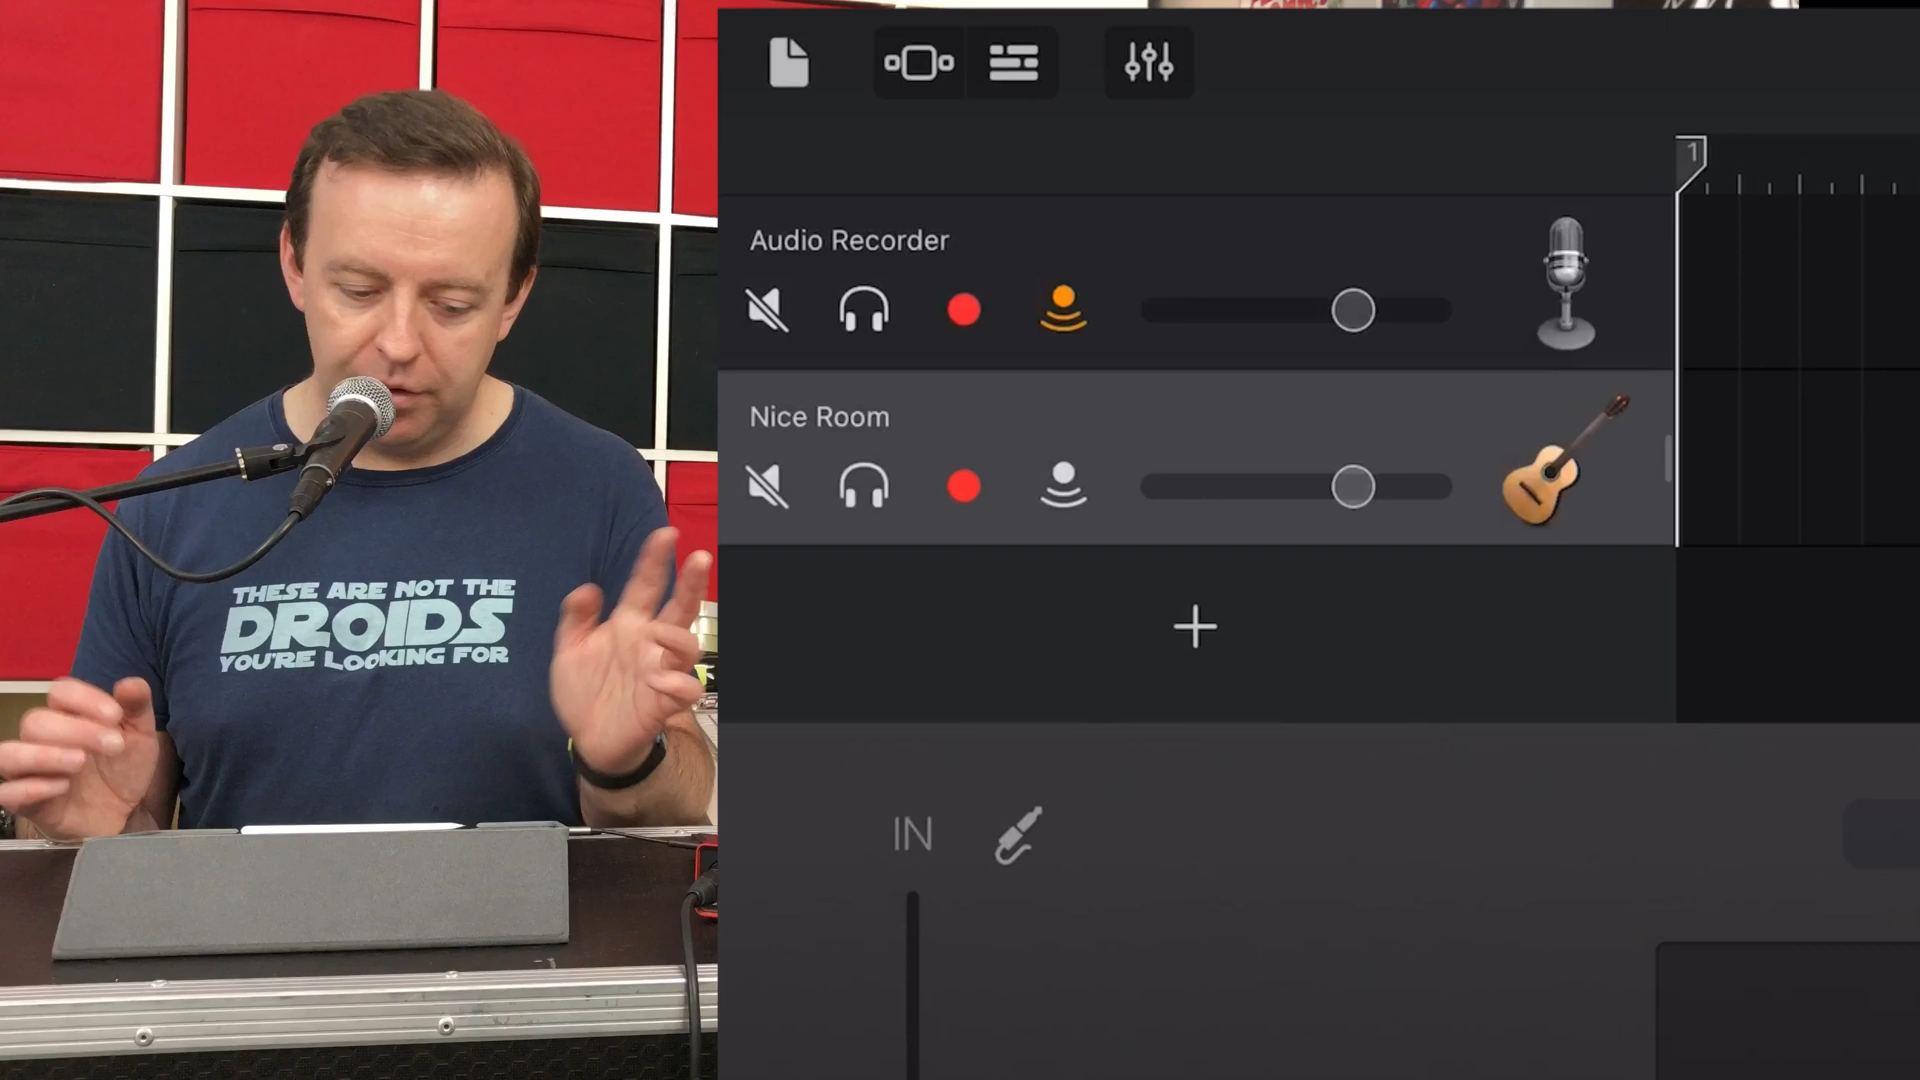 1
Audio Recorder
Nice Room
IN
THESE ARE NOT THE
DROIDS
YOU'RE LOOKING FOR